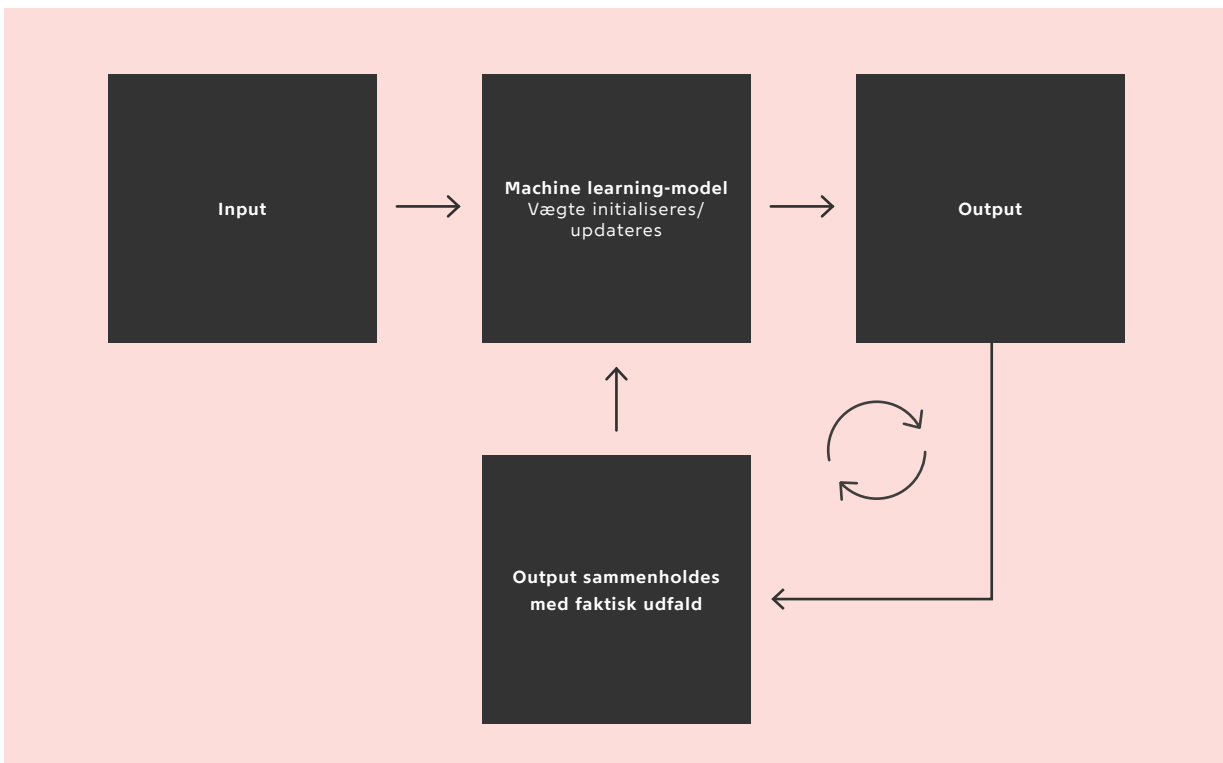 Input
Machine learning-model
Vægte initialiseres/
updateres
Output
Output sammenholdes
med faktisk udfald